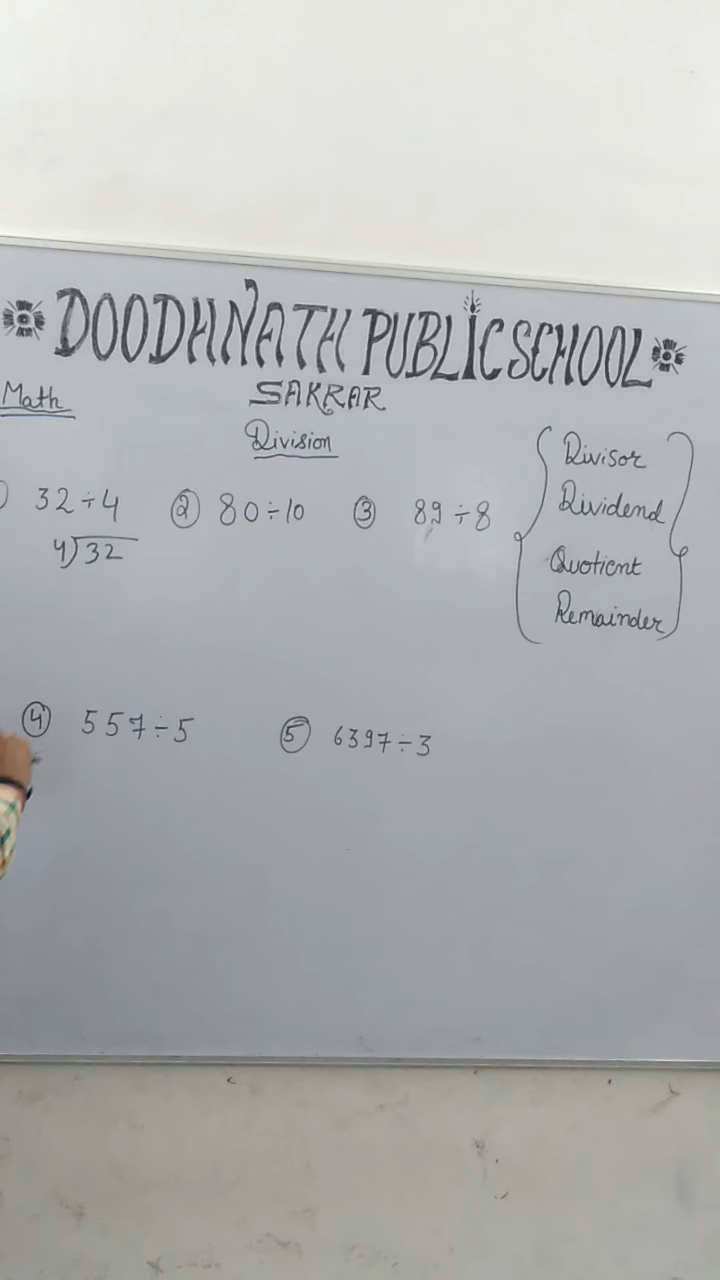 DOODHNATH PUBLIC SCHOOL
Math
SAKRAR
Division
32÷4
4)32
② 80÷10
③ 89÷8
Divisor
Dividend
Quotient
Remainder
④ 557÷5
⑤ 6397÷3